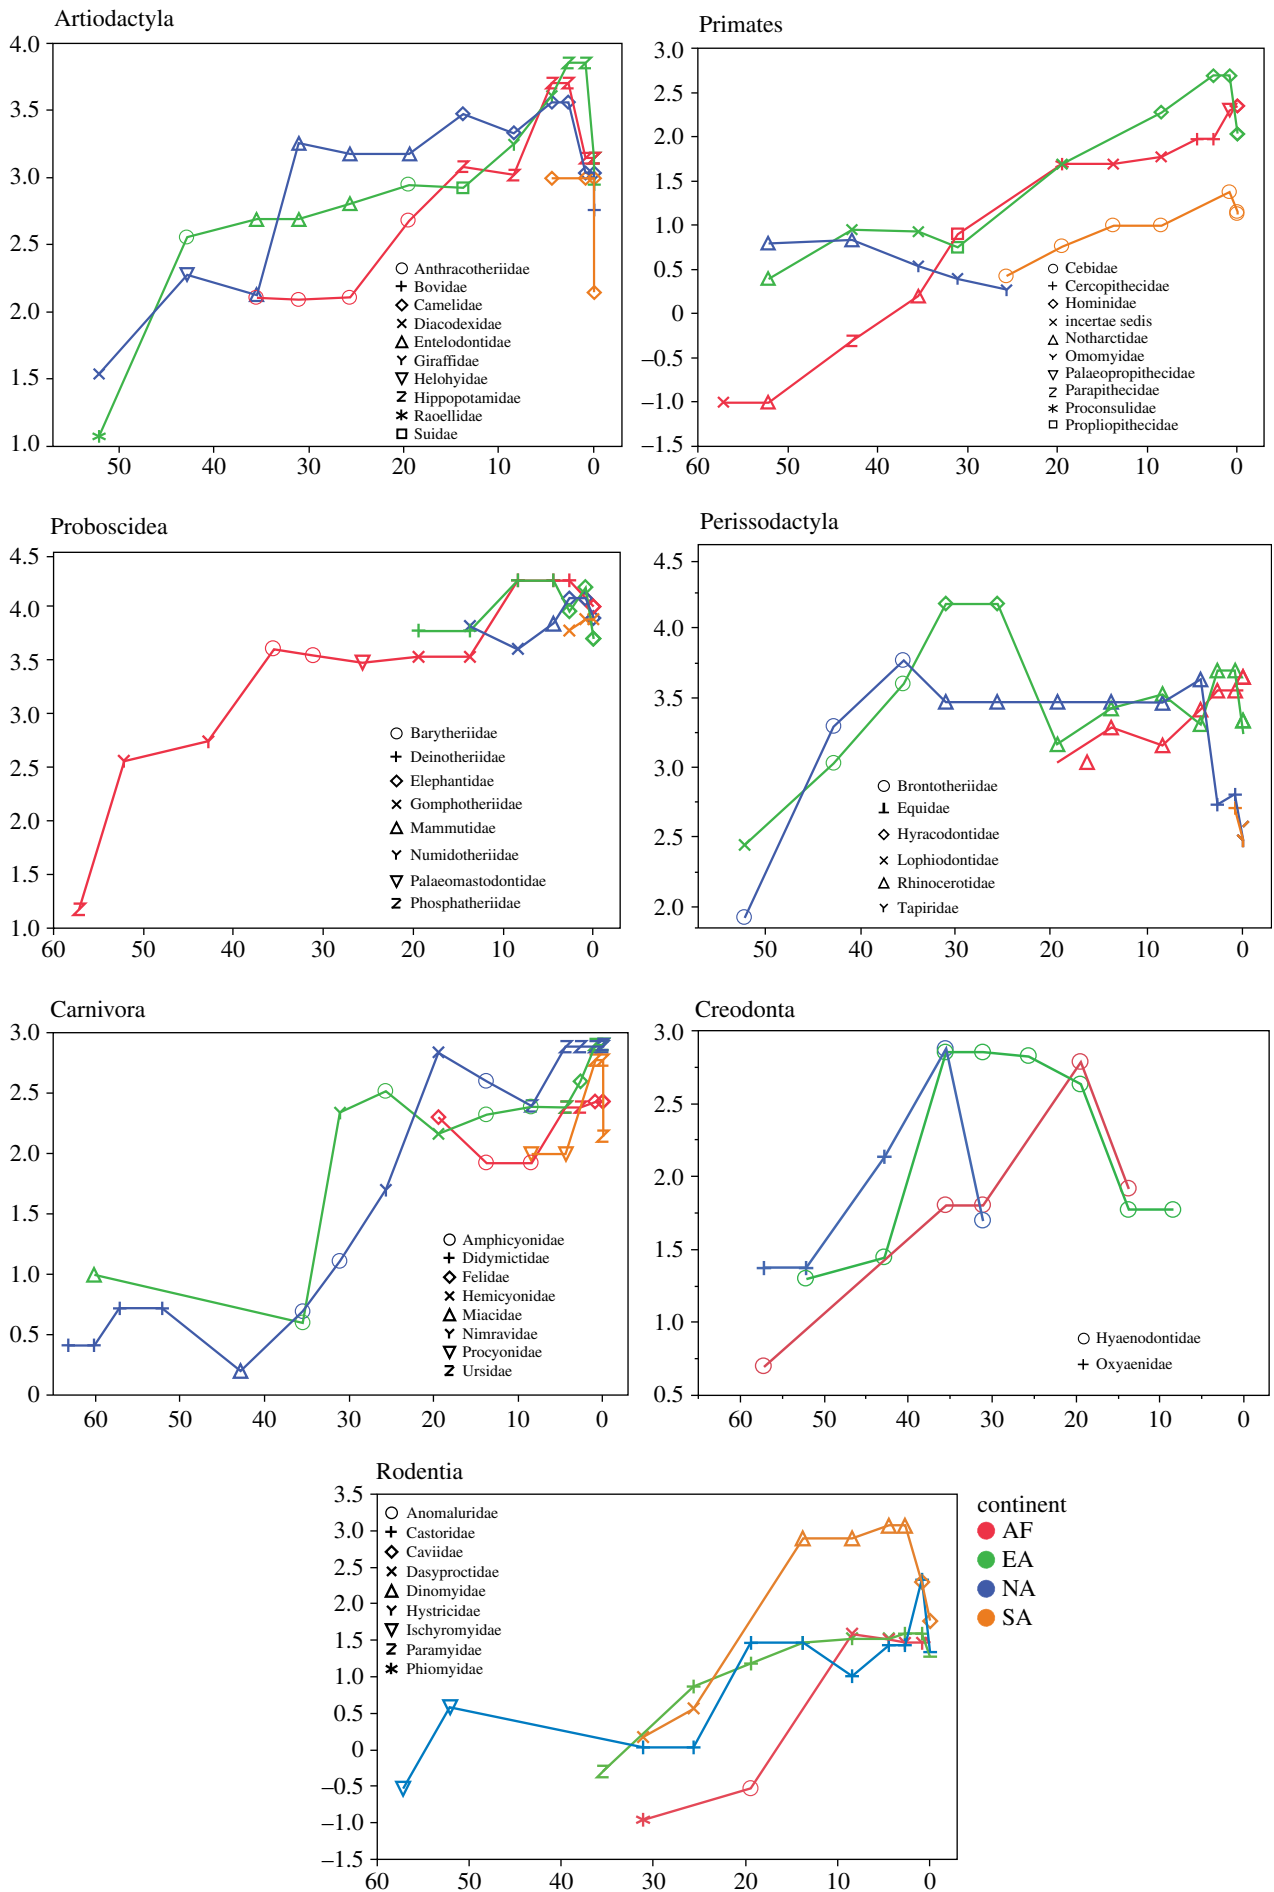 Artiodactyla
4.0
3.5
3.0
2.5
2.0
1.5
1.0
50
40
30
20
10
0
Anthracotheriidae
Bovidae
Camelidae
Diacodexidae
Entelodontidae
Giraffidae
Helohyidae
Hippopotamidae
Raoellidae
Suidae
Primates
3.0
2.5
2.0
1.5
1.0
0.5
0
–0.5
–1.0
–1.5
60
50
40
30
20
10
0
Cebidae
Cercopithecidae
Hominidae
incertae sedis
Notharctidae
Omomyidae
Palaeopropithecidae
Parapithecidae
Proconsulidae
Propliopithecidae
Proboscidea
4.5
4.0
3.5
3.0
2.5
2.0
1.5
1.0
60
50
40
30
20
10
0
Barytheriidae
Deinotheriidae
Elephantidae
Gomphotheriidae
Mammutidae
Numidotheriidae
Palaeomastodontidae
Phosphatheriidae
Perissodactyla
4.5
4.0
3.5
3.0
2.5
2.0
50
40
30
20
10
0
Brontotheriidae
Equidae
Hyracodontidae
Lophiodontidae
Rhinocerotidae
Tapiridae
Carnivora
3.0
2.5
2.0
1.5
1.0
0.5
0
60
50
40
30
20
10
0
Amphicyonidae
Didymictidae
Felidae
Hemicyonidae
Miacidae
Nimravidae
Procyonidae
Ursidae
Creodonta
3.0
2.5
2.0
1.5
1.0
0.5
60
50
40
30
20
10
0
Hyaenodontidae
Oxyaenidae
Rodentia
3.5
3.0
2.5
2.0
1.5
1.0
0.5
0
–0.5
–1.0
–1.5
60
50
40
30
20
10
0
Anomaluridae
Castoridae
Caviidae
Dasyproctidae
Dinomyidae
Hystricidae
Ischyromyidae
Paramyidae
Phiomyidae
continent
AF
EA
NA
SA